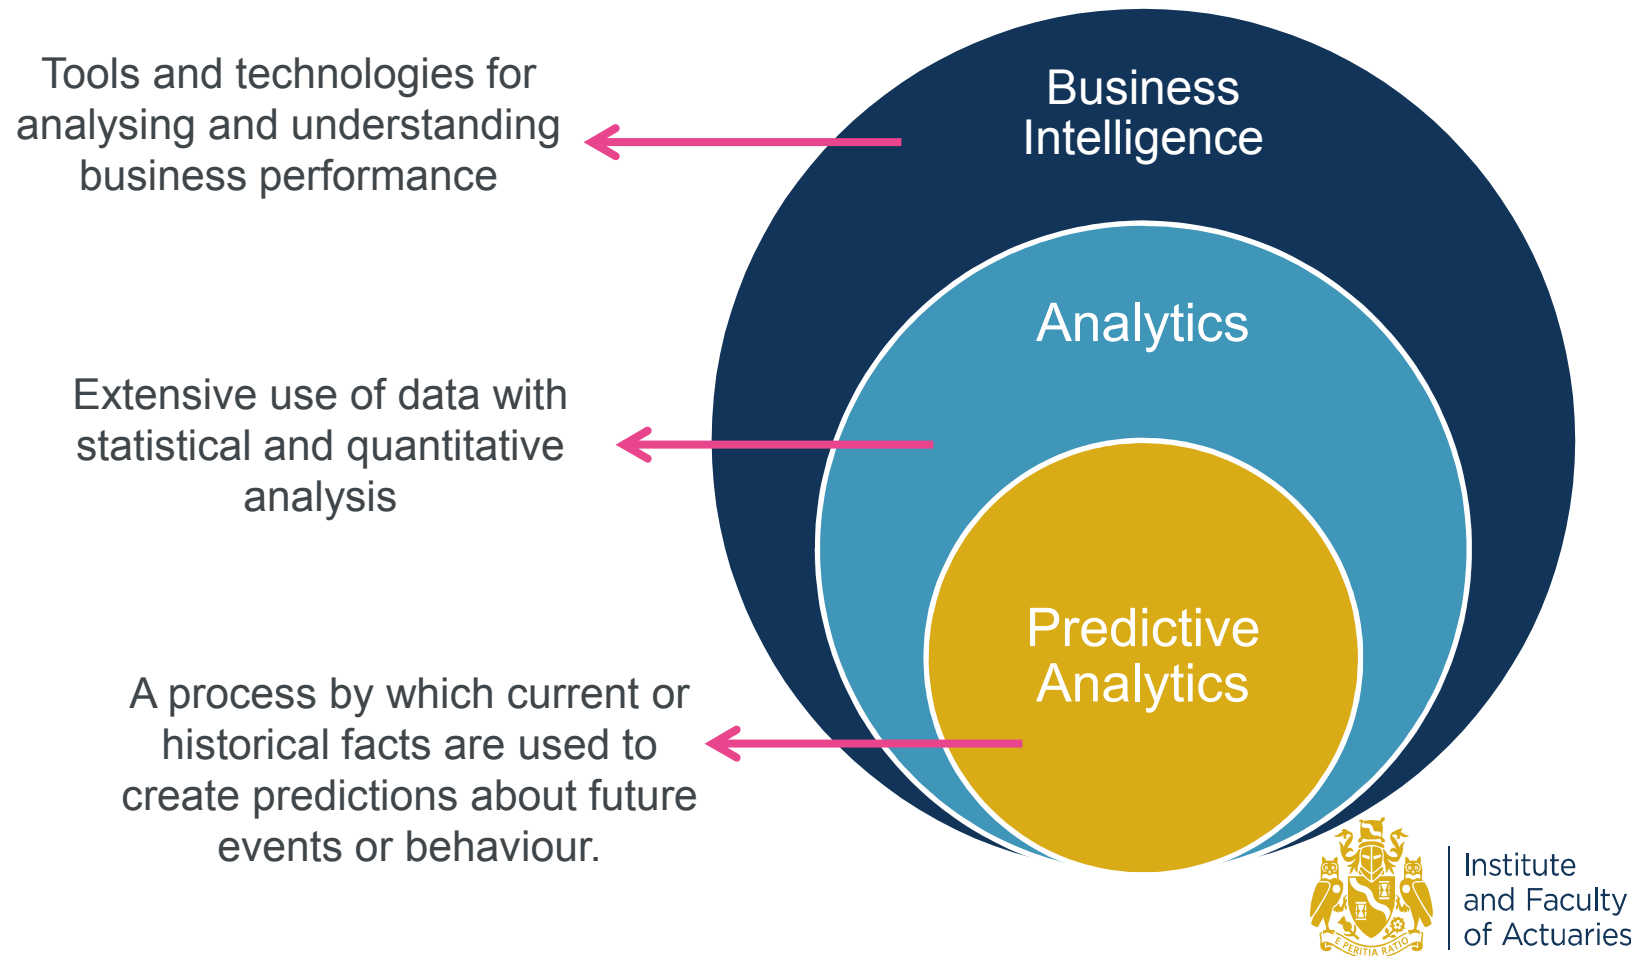 Tools and technologies for
analysing and understanding
business performance
Business
Intelligence
Analytics
Extensive use of data with
statistical and quantitative
analysis
Predictive
Analytics
A process by which current or
historical facts are used to
create predictions about future
events or behaviour.
E PERITIA RATIO
Institute
and Faculty
of Actuaries